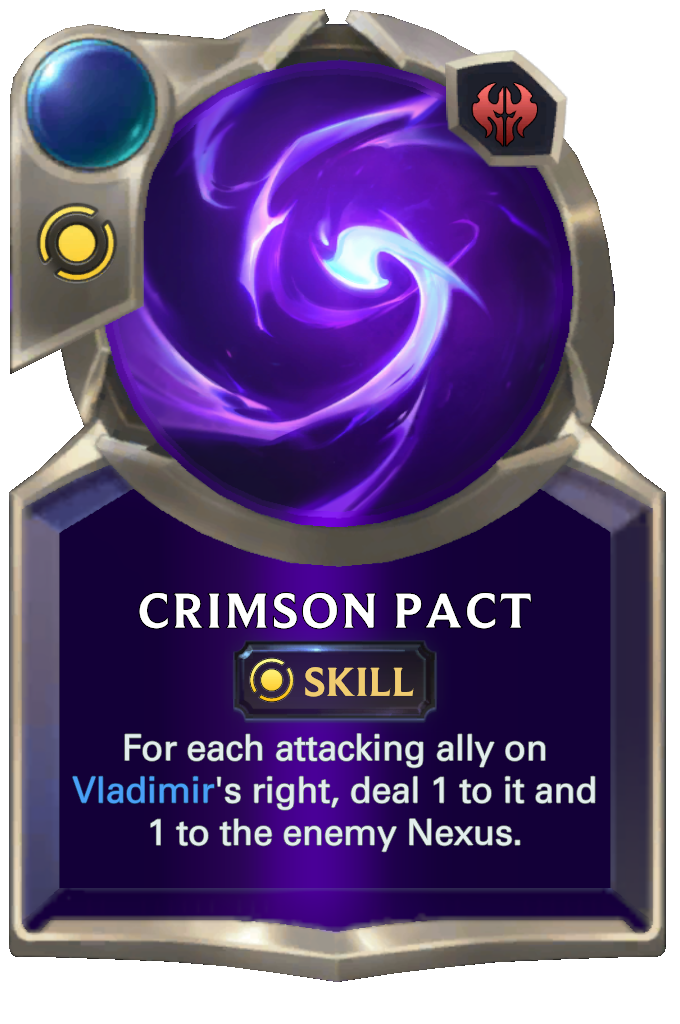 CRIMSON PACT
SKILL
For each attacking ally on
Vladimir's right, deal 1 to it and
1 to the enemy Nexus.